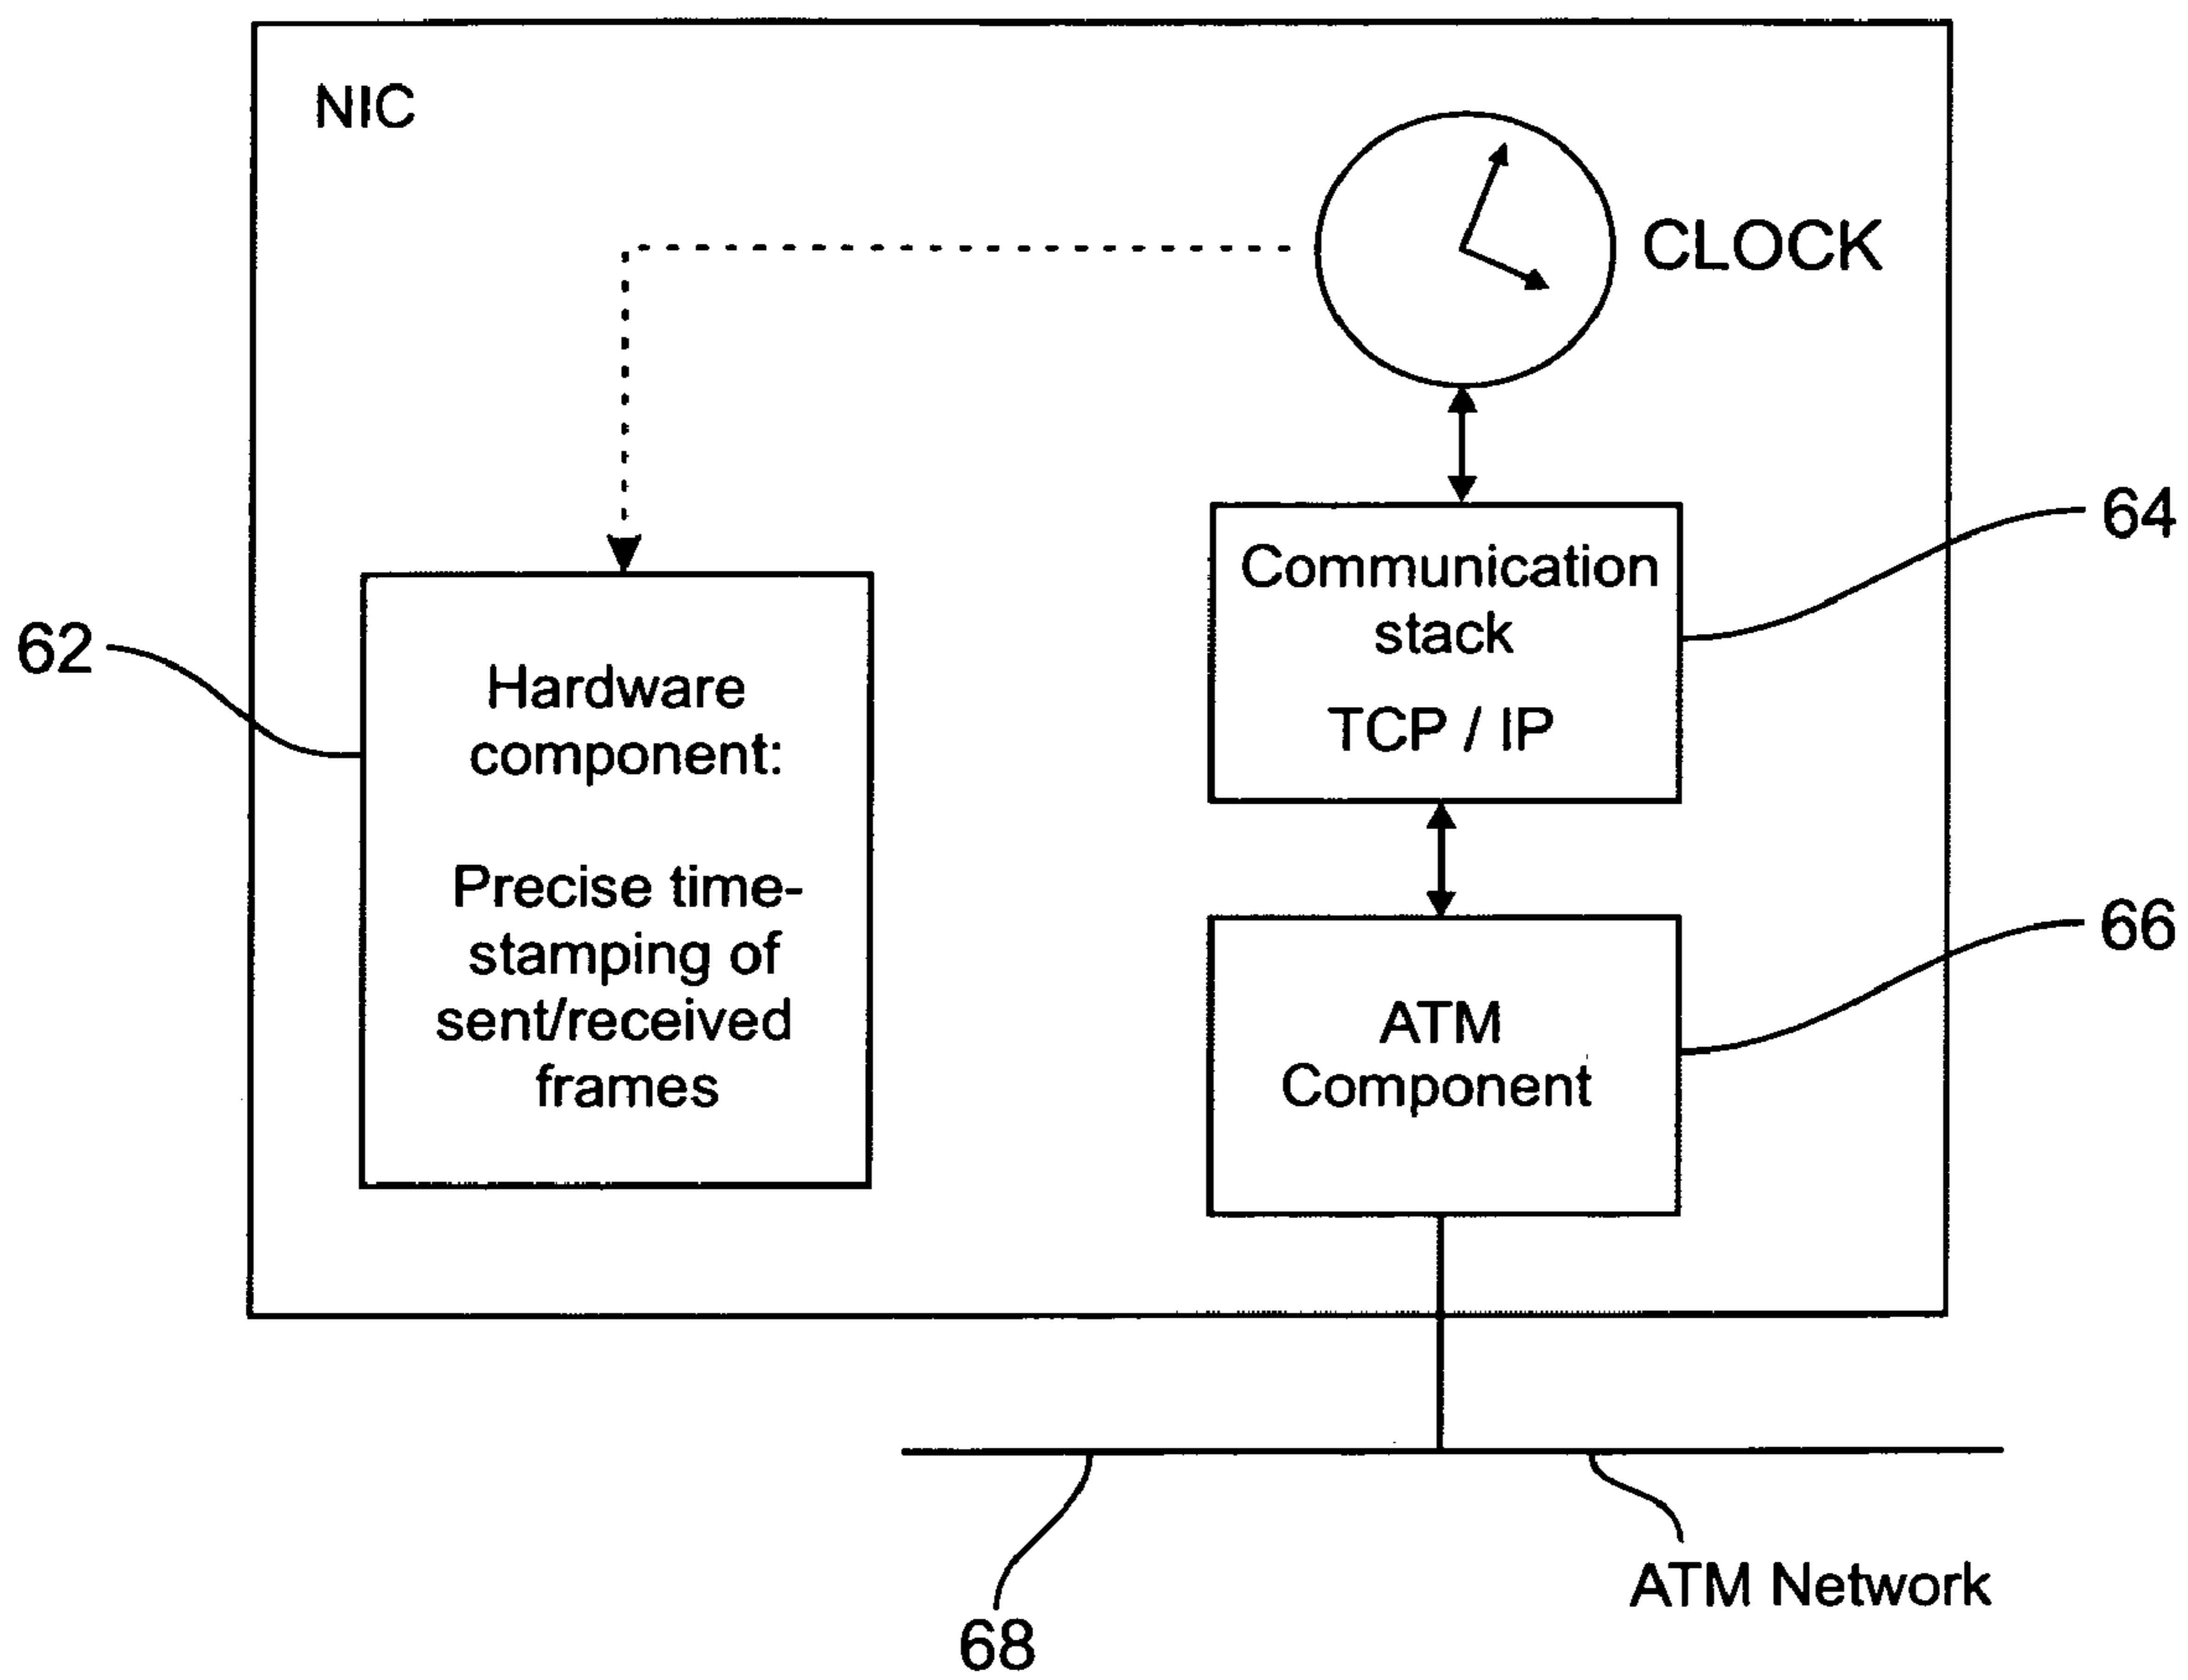 NIC
CLOCK
64
Communication
stack
TCP / IP
62
Hardware
component:
Precise time-
stamping of
sent/received
frames
66
ATM
Component
ATM Network
68